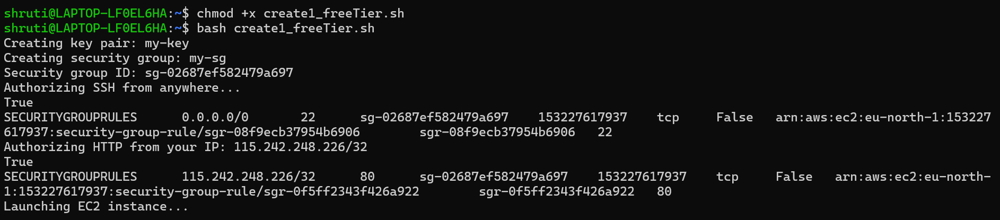 shruti@LAPTOP-LF0EL6HA:~$ chmod +x create1_freeTier.sh
shruti@LAPTOP-LF0EL6HA:~$ bash create1_freeTier.sh
Creating key pair: my-key
Creating security group: my-sg
Security group ID: sg-02687ef582479a697
Authorizing SSH from anywhere...
True
SECURITYGROUPRULES      0.0.0.0/0       22      sg-02687ef582479a697    153227617937    tcp     False   arn:aws:ec2:eu-north-1:153227
617937:security-group-rule/sgr-08f9ecb37954b6906        sgr-08f9ecb37954b6906   22
Authorizing HTTP from your IP: 115.242.248.226/32
True
SECURITYGROUPRULES      115.242.248.226/32      80      sg-02687ef582479a697    153227617937    tcp     False   arn:aws:ec2:eu-north-
1:153227617937:security-group-rule/sgr-0f5ff2343f426a922        sgr-0f5ff2343f426a922   80
Launching EC2 instance...